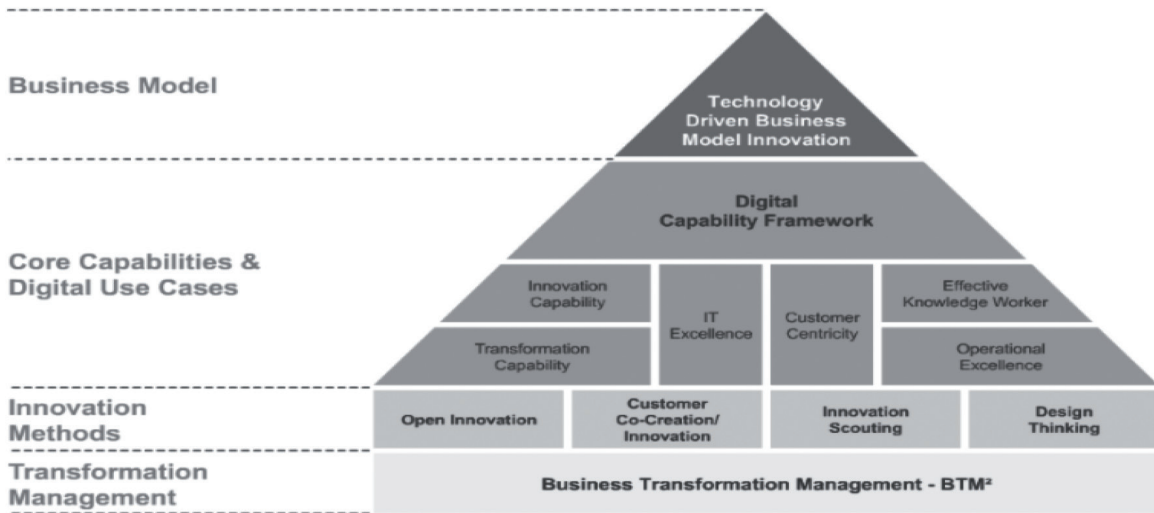 Business Model
Technology
Driven Business
Model Innovation
Digital
Capability Framework
Core Capabilities &
Digital Use Cases
Innovation
Capability
IT
Excellence
Customer
Centricity
Effective
Knowledge Worker
Transformation
Capability
Operational
Excellence
Innovation
Methods
Open Innovation
Customer
Co-Creation/
Innovation
Innovation
Scouting
Design
Thinking
Transformation
Management
Business Transformation Management - BTM²